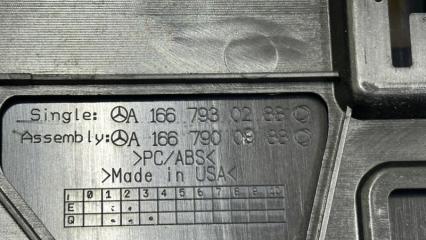 Single: A 166 793 02 88
Assembly: A 166 790 09 88
>PC/ABS<
>Made in USA<
/ 0 1 2 3 4 5 6 7 8 9 10
E
Q